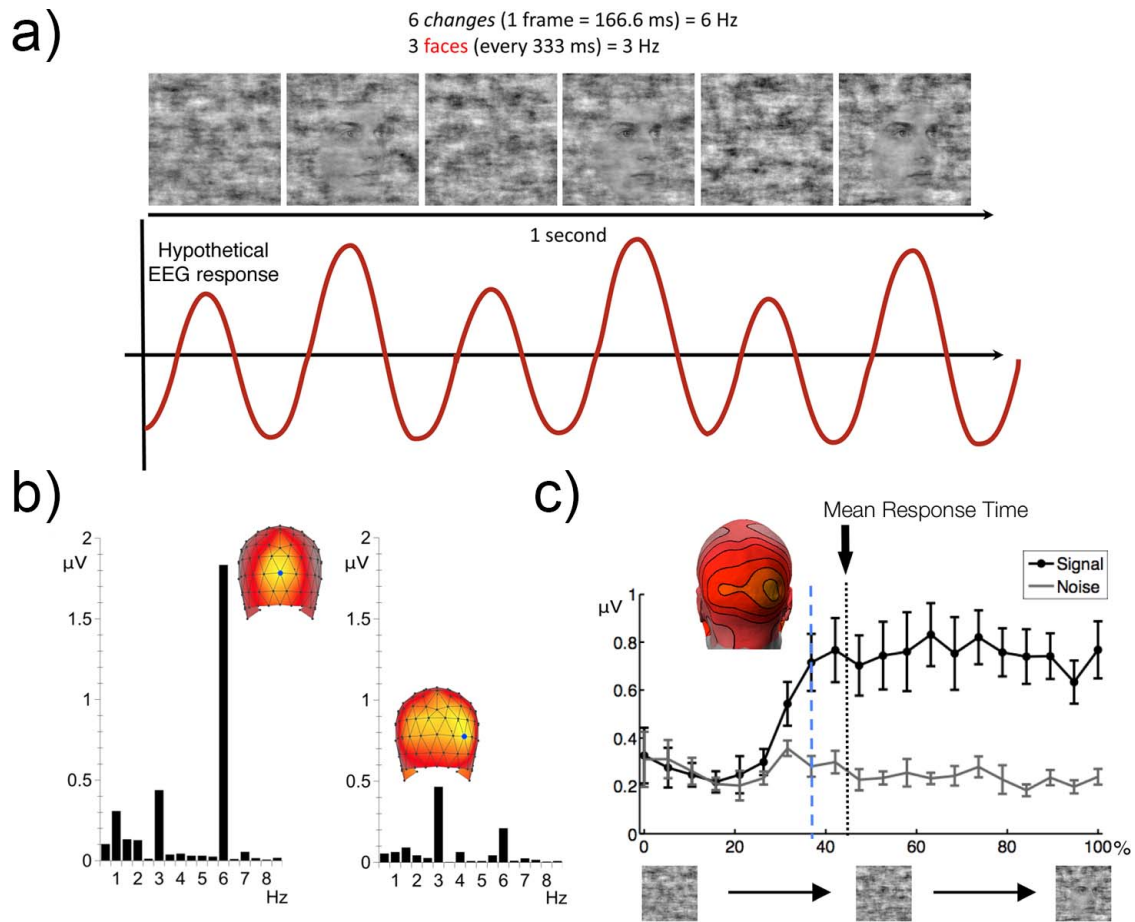 a)
6 changes (1 frame = 166.6 ms) = 6 Hz
3 faces (every 333 ms) = 3 Hz
1 second
Hypothetical
EEG response
b)
2
µV
1.5
1
0.5
0
1 2 3 4 5 6 7 8
Hz
2
µV
1.5
1
0.5
0
1 2 3 4 5 6 7 8
Hz
c)
Mean Response Time
Signal
Noise
µV
1
0.8
0.6
0.4
0.2
0
0 20 40 60 80 100%